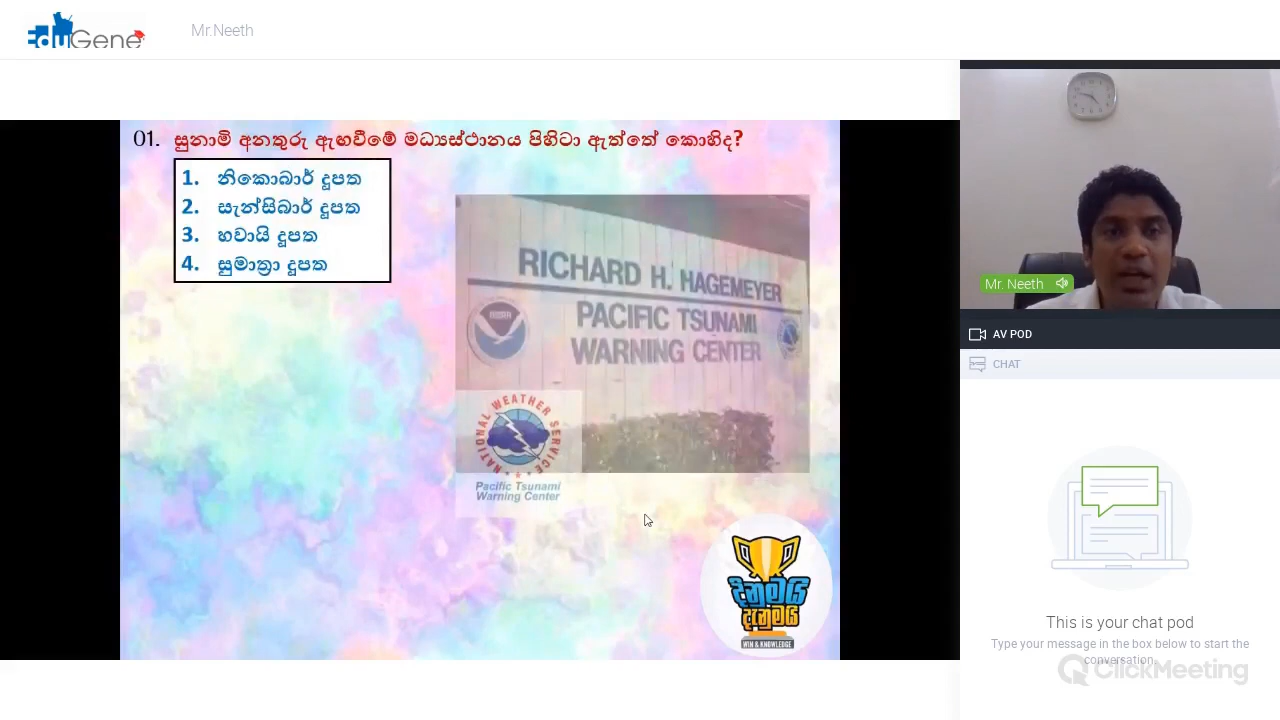 EduGene
Mr.Neeth
01. සුනාමි අනතුරු ඇඟවීමේ මධ්‍යස්ථානය පිහිටා ඇත්තේ කොහිද?
1. නිකොබාර් දූපත
2. සැන්සිබාර් දූපත
3. හවායි දූපත
4. සුමාත්‍රා දූපත
RICHARD H. HAGEMEYER
PACIFIC TSUNAMI
WARNING CENTER
NATIONAL WEATHER SERVICE
Pacific Tsunami
Warning Center
දිනුමයි
දැනුමයි
WIN & KNOWLEDGE
Mr. Neeth
AV POD
CHAT
This is your chat pod
Type your message in the box below to start the
conversation.
ClickMeeting